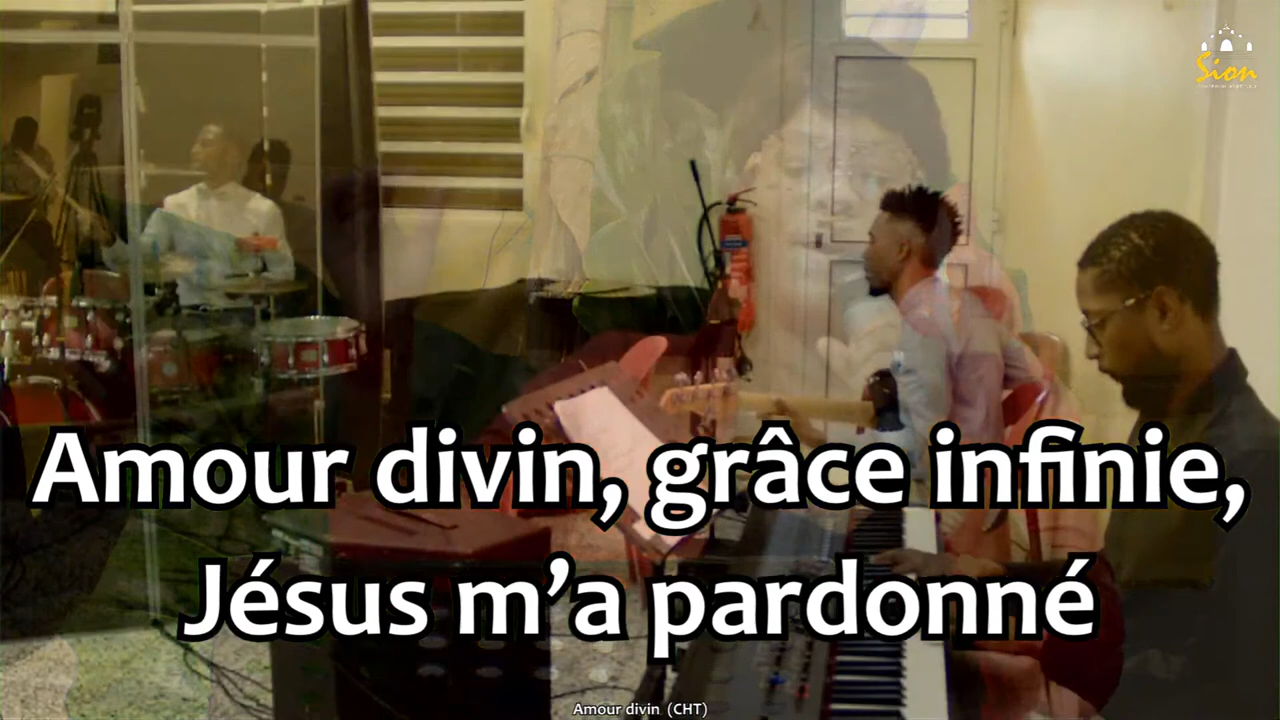 Sion
Amour divin, grâce infinie,
Jésus m’a pardonné
Amour divin (CHT)